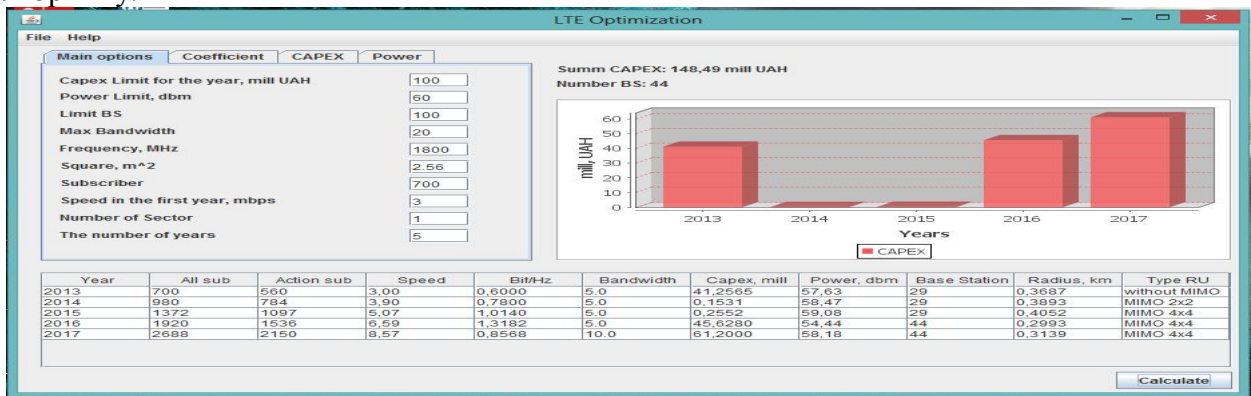 LTE Optimization
File Help
Main options Coefficient CAPEX Power
Capex Limit for the year, mill UAH 100
Power Limit, dbm 60
Limit BS 100
Max Bandwidth 20
Frequency, MHz 1800
Square, m^2 2.56
Subscriber 700
Speed in the first year, mbps 3
Number of Sector 1
The number of years 5
Summ CAPEX: 148,49 mill UAH
Number BS: 44
mill, UAH
60
50
40
30
20
10
0
2013 2014 2015 2016 2017
Years
CAPEX
Year All sub Action sub Speed Bif/Hz Bandwidth Capex, mill Power, dbm Base Station Radius, km Type RU
2013 700 560 3,00 0,6000 5.0 41,2565 57,63 29 0,3687 without MIMO
2014 980 784 3,90 0,7800 5.0 0,1531 58,47 29 0,3893 MIMO 2x2
2015 1372 1097 5,07 1,0140 5.0 0,2552 59,08 29 0,4052 MIMO 4x4
2016 1920 1536 6,59 1,3182 5.0 45,6280 54,44 44 0,2993 MIMO 4x4
2017 2688 2150 8,57 0,8568 10.0 61,2000 58,18 44 0,3139 MIMO 4x4
Calculate